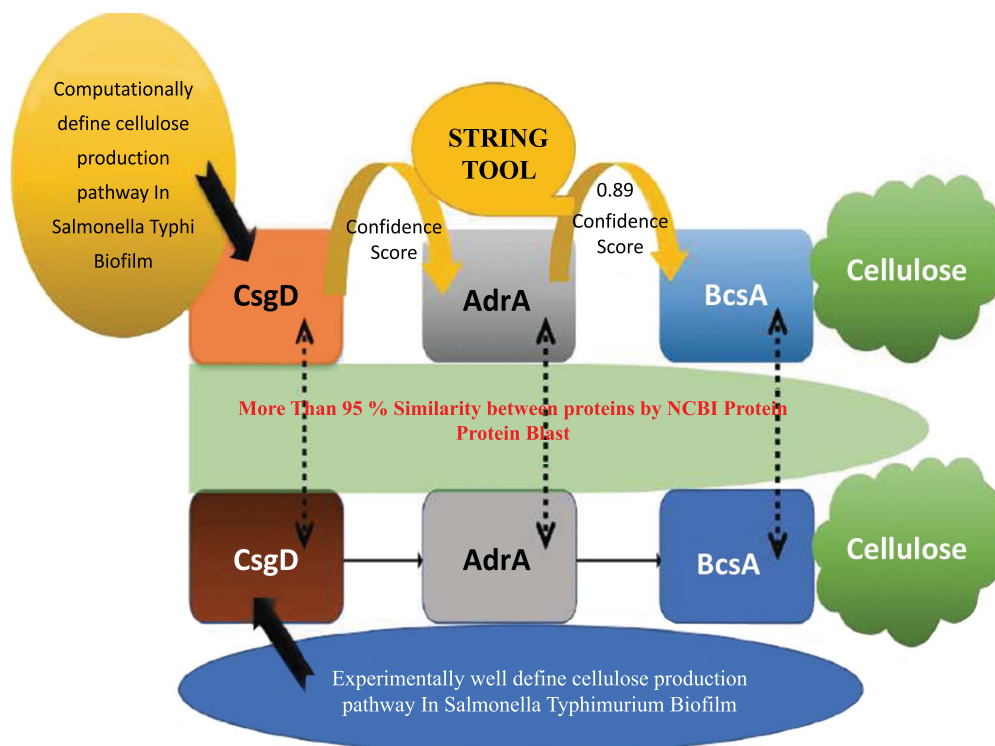 Computationally
define cellulose
production
pathway In
Salmonella Typhi
Biofilm
STRING
TOOL
Confidence
Score
0.89
Confidence
Score
CsgD
AdrA
BcsA
Cellulose
More Than 95 % Similarity between proteins by NCBI Protein
Protein Blast
CsgD
AdrA
BcsA
Cellulose
Experimentally well define cellulose production
pathway In Salmonella Typhimurium Biofilm